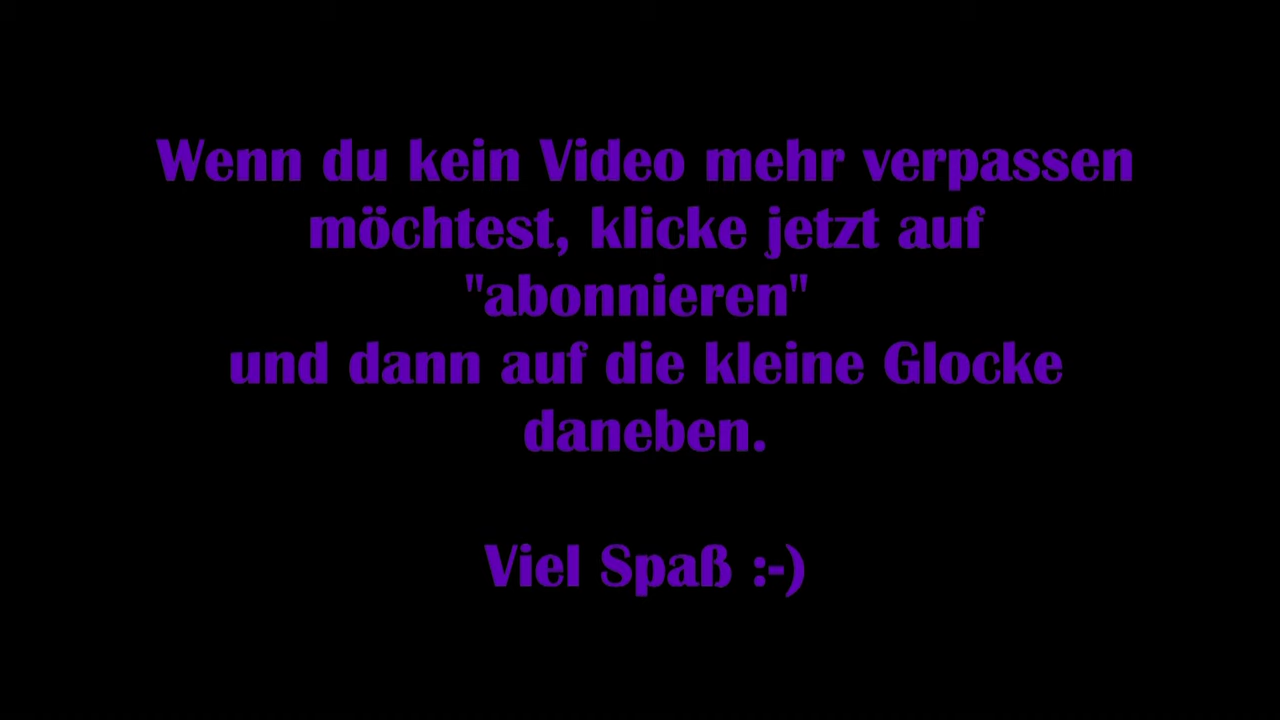 Wenn du kein Video mehr verpassen
möchtest, klicke jetzt auf
"abonnieren"
und dann auf die kleine Glocke
daneben.
Viel Spaß :-)